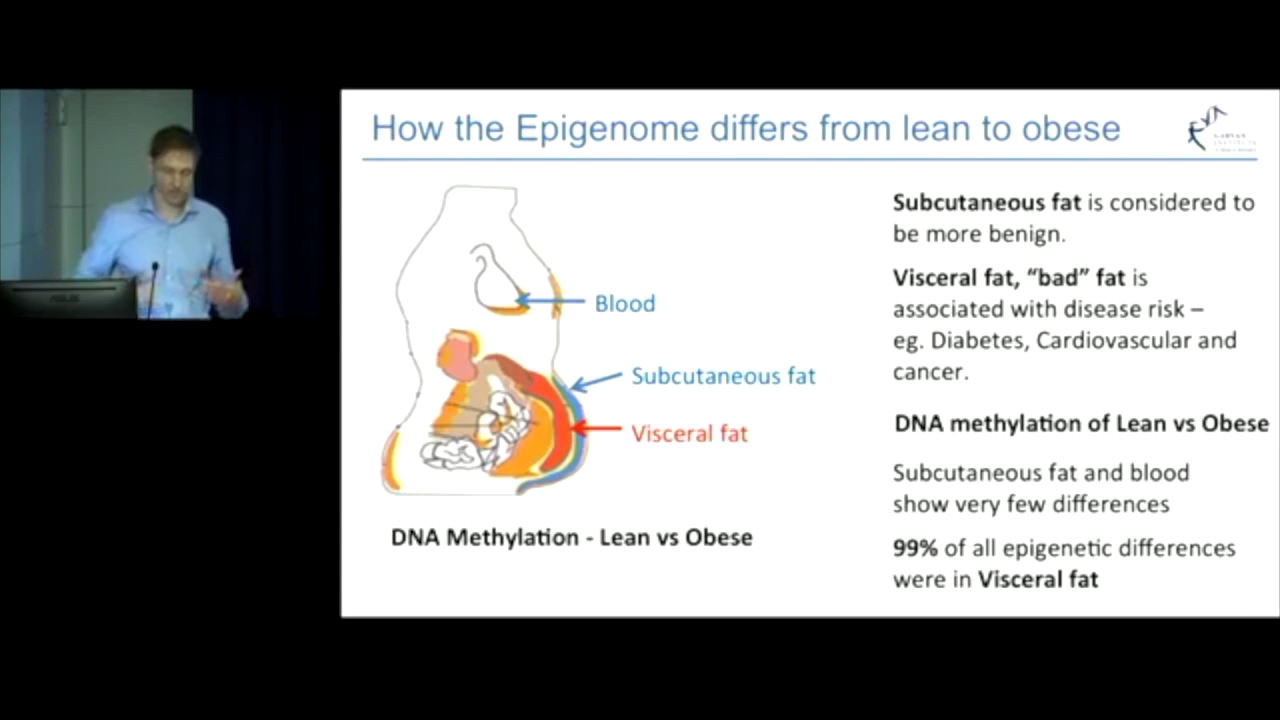 How the Epigenome differs from lean to obese
GARVAN
INSTITUTE
Blood
Subcutaneous fat
Visceral fat
DNA Methylation - Lean vs Obese
Subcutaneous fat is considered to
be more benign.
Visceral fat, “bad” fat is
associated with disease risk –
eg. Diabetes, Cardiovascular and
cancer.
DNA methylation of Lean vs Obese
Subcutaneous fat and blood
show very few differences
99% of all epigenetic differences
were in Visceral fat
ASUS